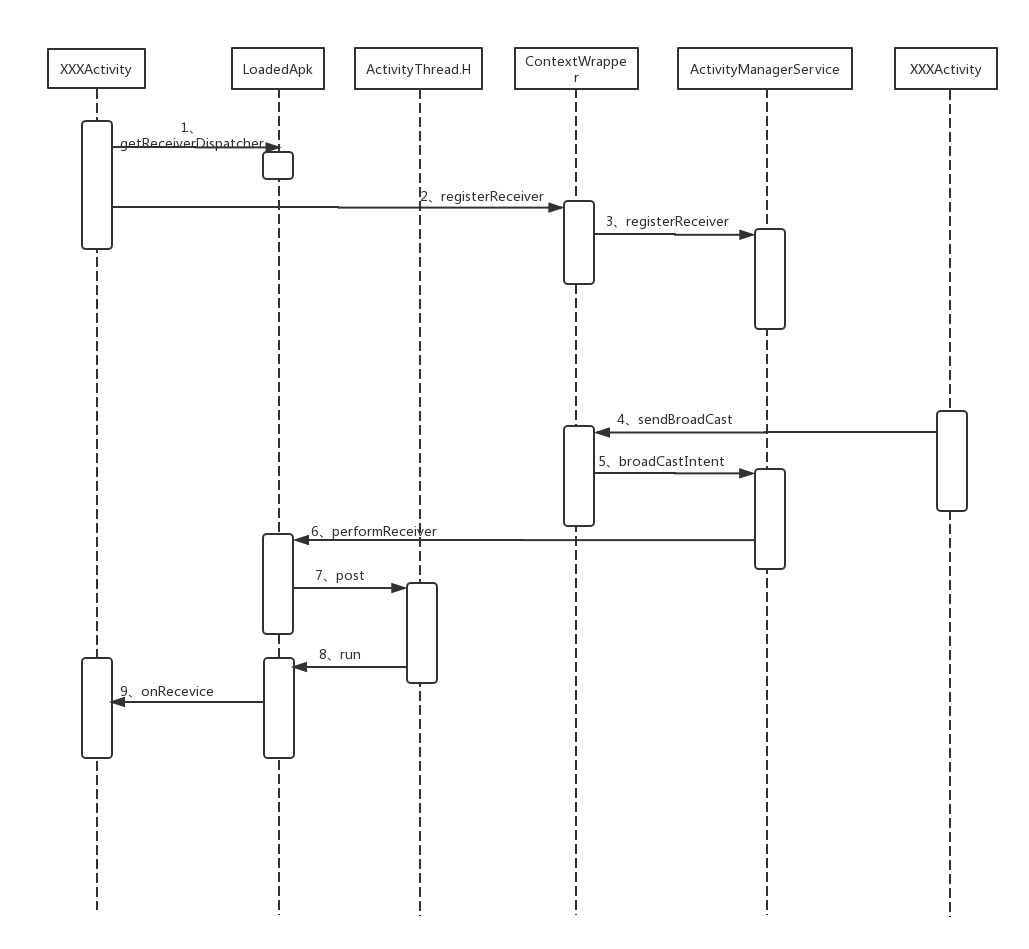 XXXActivity
LoadedApk
ActivityThread.H
ContextWrappe
r
ActivityManagerService
XXXActivity
1、
getReceiverDispatcher
2、registerReceiver
3、registerReceiver
4、sendBroadCast
5、broadCastIntent
6、performReceiver
7、post
8、run
9、onRecevice